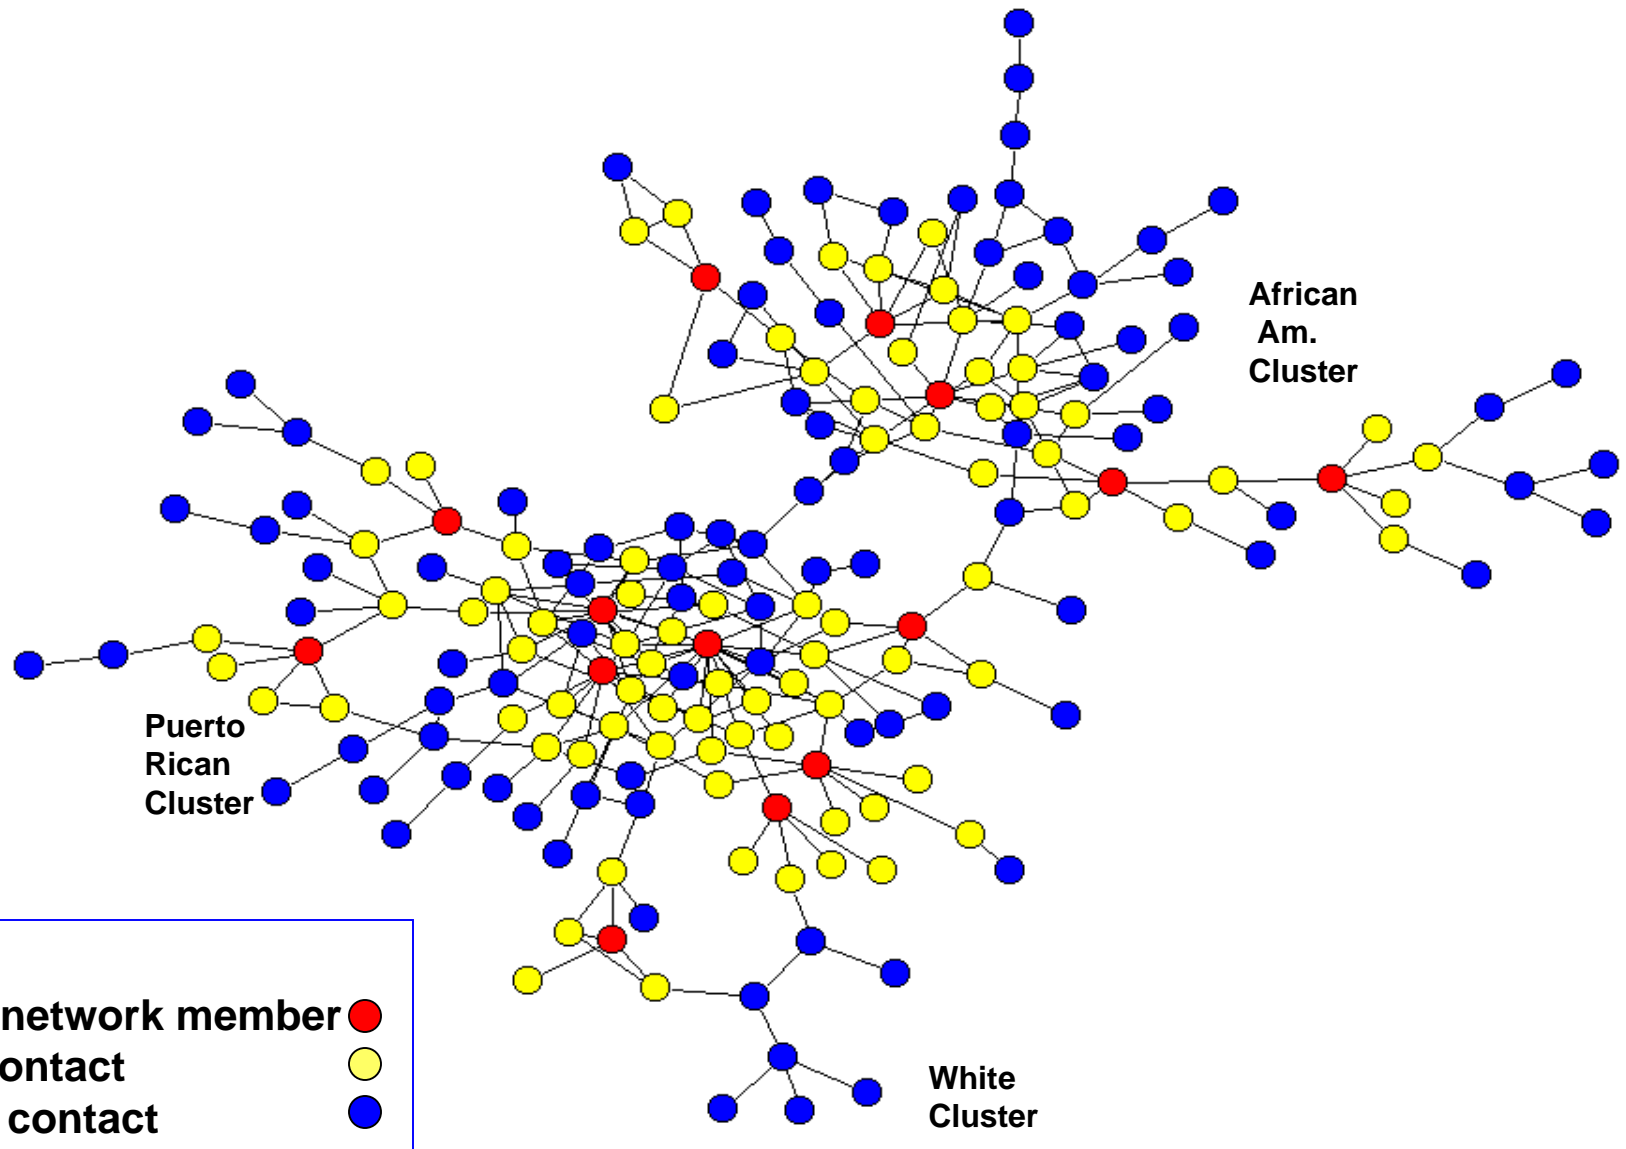 African
Am.
Cluster
Puerto
Rican
Cluster
network member
ontact
contact
White
Cluster